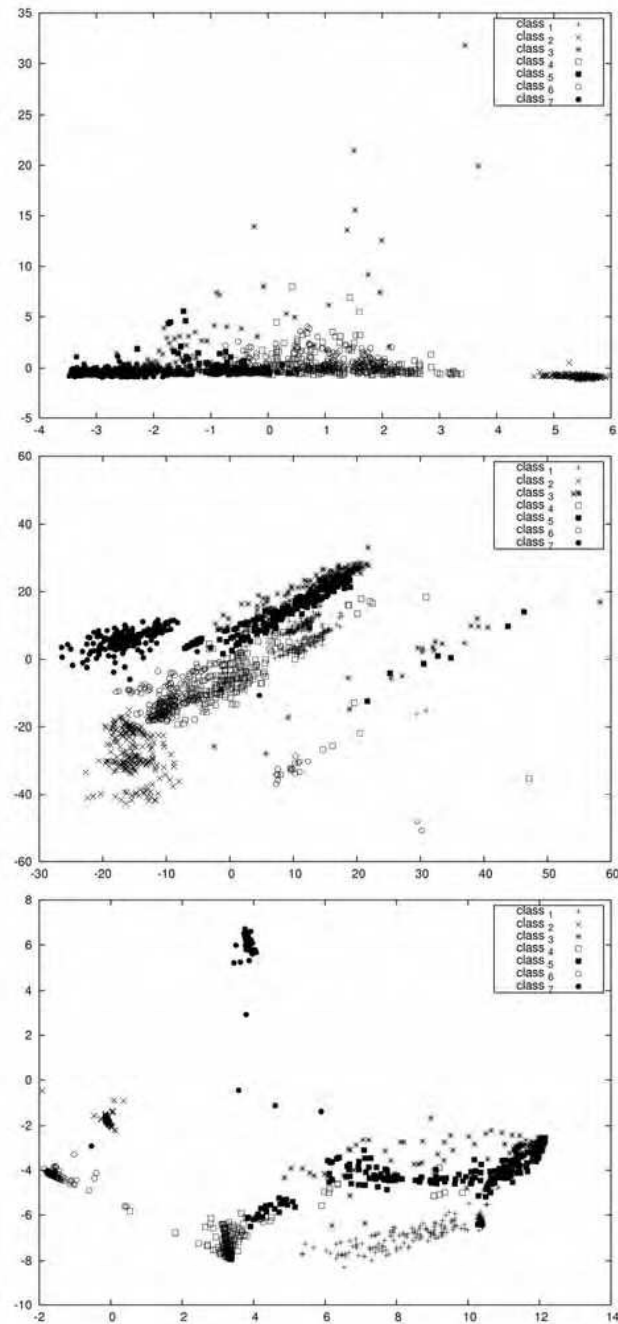 35
30
25
20
15
10
5
0
-5
-4 -3 -2 -1 0 1 2 3 4 5 6
class 1
class 2
class 3
class 4
class 5
class 6
class 7
60
40
20
0
-20
-40
-60
-30 -20 -10 0 10 20 30 40 50 60
class 1
class 2
class 3
class 4
class 5
class 6
class 7
8
6
4
2
0
-2
-4
-6
-8
-10
-2 0 2 4 6 8 10 12 14
class 1
class 2
class 3
class 4
class 5
class 6
class 7